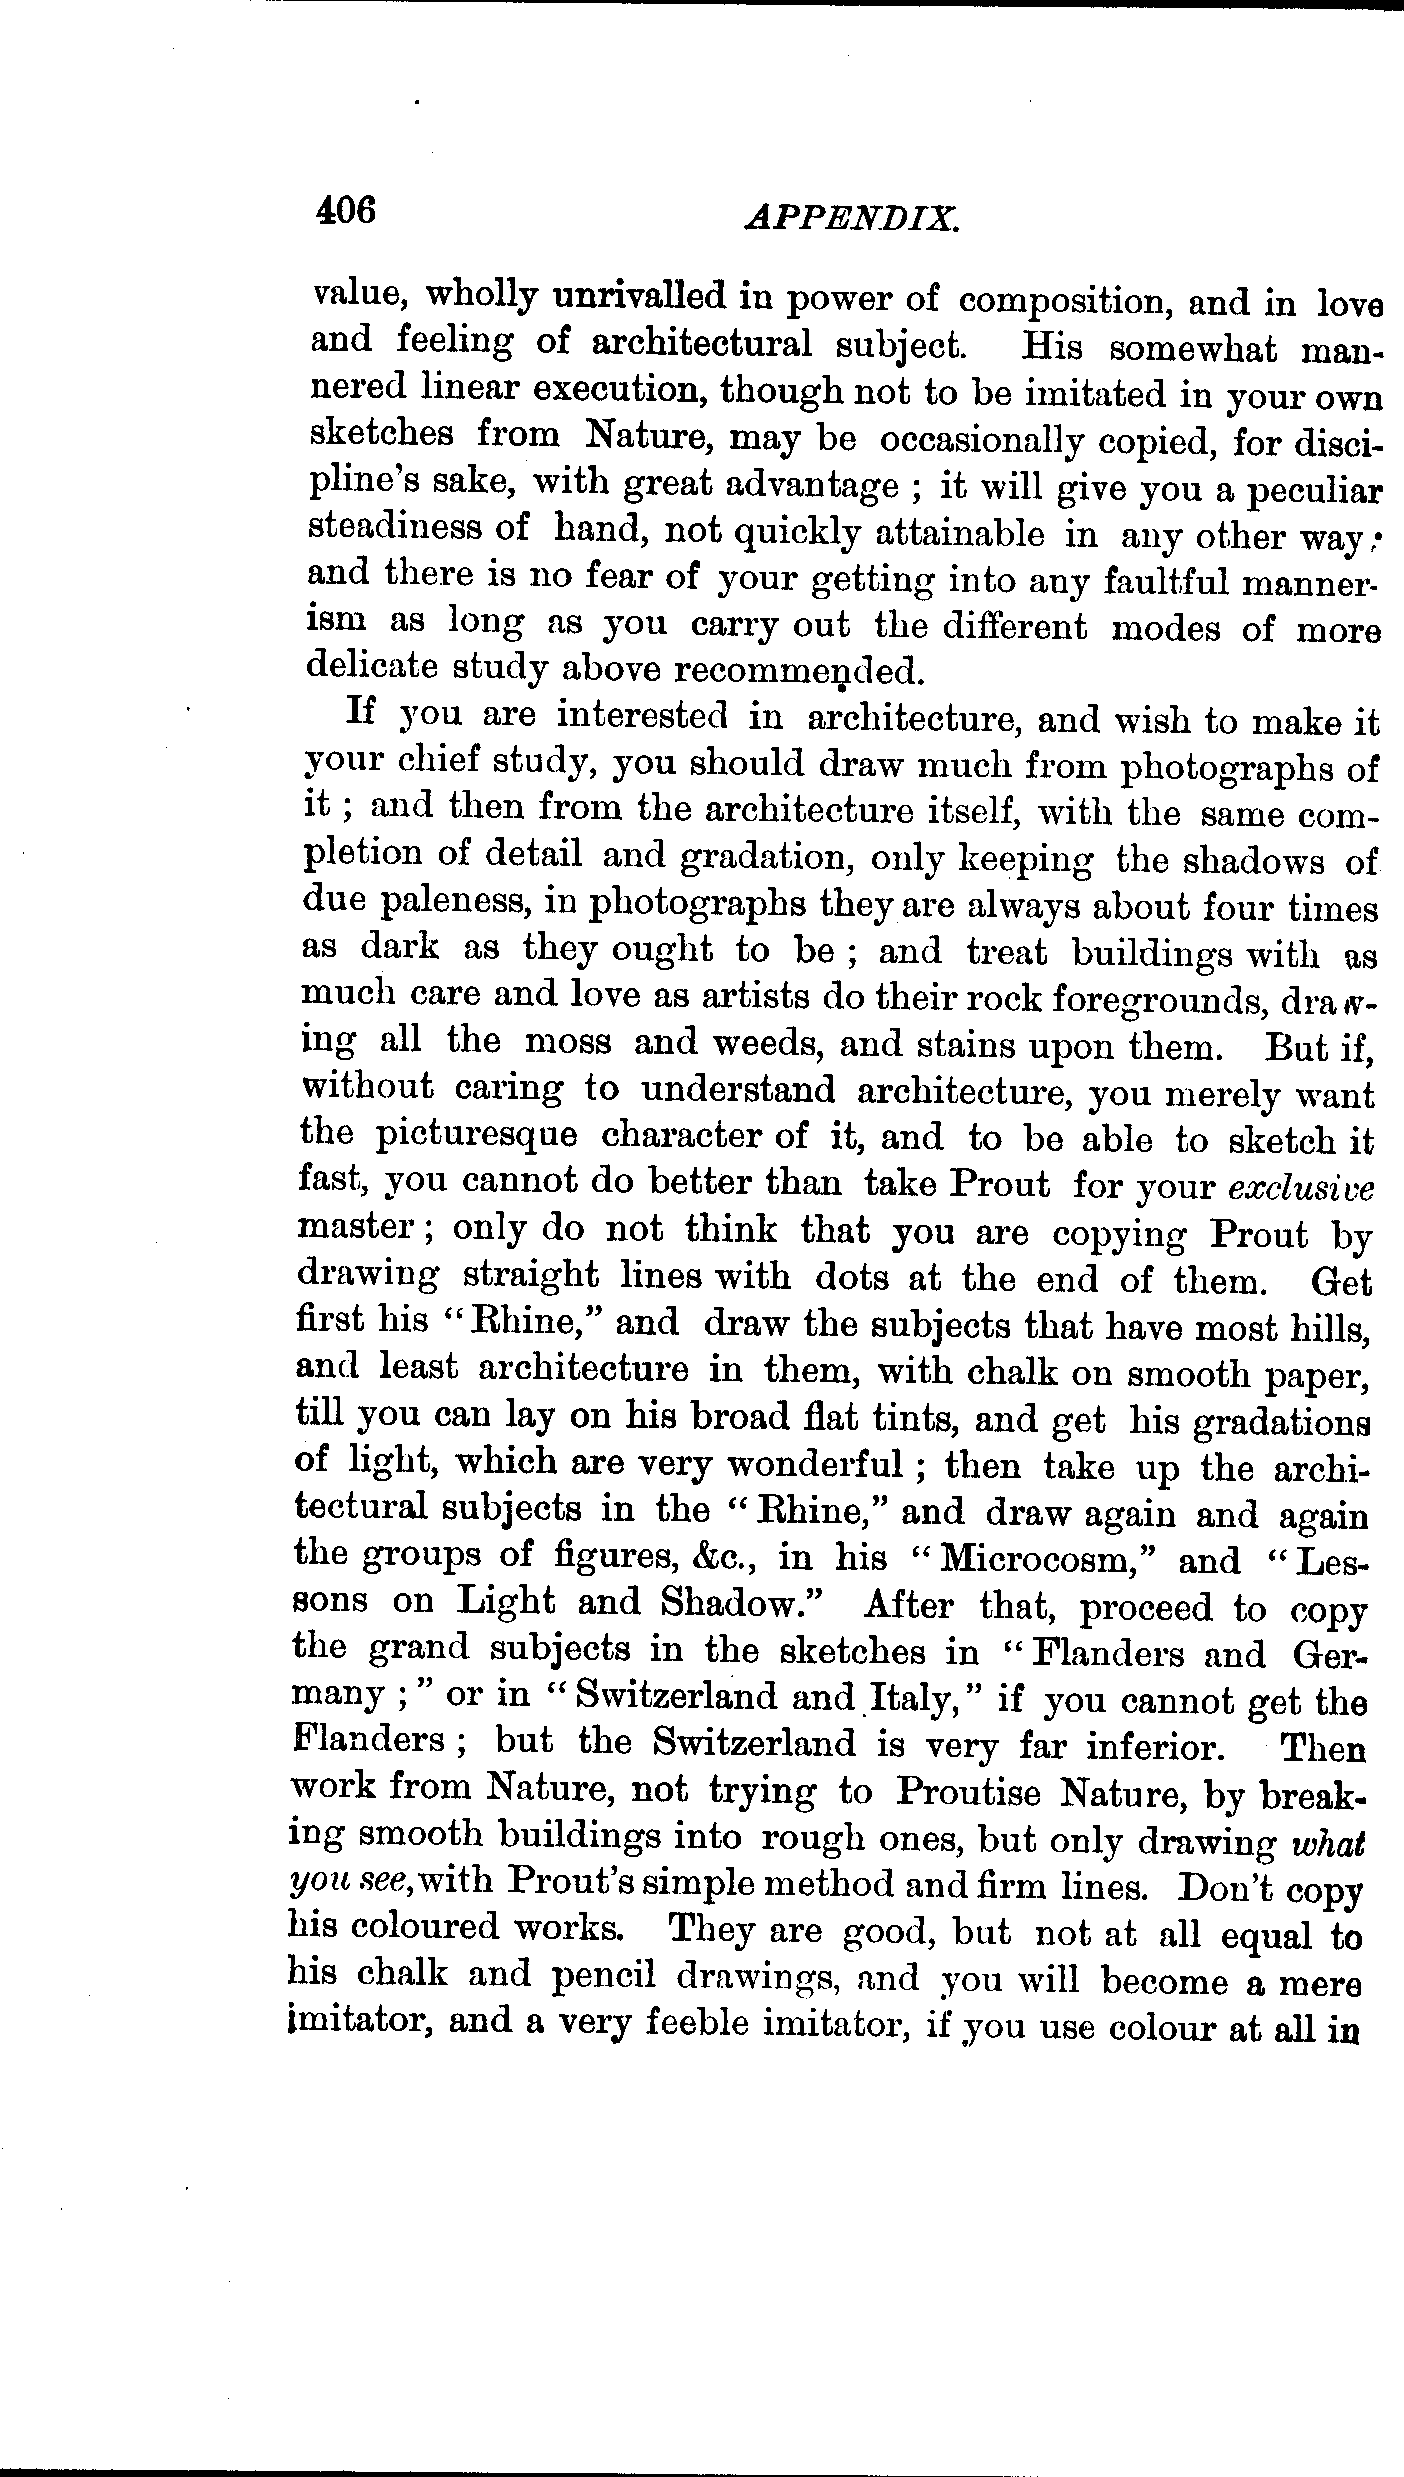 406
APPENDIX.
value, wholly unrivalled in power of composition, and in love
and feeling of architectural subject. His somewhat man-
nered linear execution, though not to be imitated in your own
sketches from Nature, may be occasionally copied, for disci-
pline's sake, with great advantage ; it will give you a peculiar
steadiness of hand, not quickly attainable in any other way ;
and there is no fear of your getting into any faultful manner-
ism as long as you carry out the different modes of more
delicate study above recommended.
If you are interested in architecture, and wish to make it
your chief study, you should draw much from photographs of
it ; and then from the architecture itself, with the same com-
pletion of detail and gradation, only keeping the shadows of
due paleness, in photographs they are always about four times
as dark as they ought to be ; and treat buildings with as
much care and love as artists do their rock foregrounds, draw-
ing all the moss and weeds, and stains upon them. But if,
without caring to understand architecture, you merely want
the picturesque character of it, and to be able to sketch it
fast, you cannot do better than take Prout for your exclusive
master ; only do not think that you are copying Prout by
drawing straight lines with dots at the end of them. Get
first his “ Rhine,” and draw the subjects that have most hills,
and least architecture in them, with chalk on smooth paper,
till you can lay on his broad flat tints, and get his gradations
of light, which are very wonderful ; then take up the archi-
tectural subjects in the “ Rhine,” and draw again and again
the groups of figures, &c., in his “ Microcosm,” and “ Les-
sons on Light and Shadow.” After that, proceed to copy
the grand subjects in the sketches in “ Flanders and Ger-
many ; ” or in “ Switzerland and Italy,” if you cannot get the
Flanders ; but the Switzerland is very far inferior. Then
work from Nature, not trying to Proutise Nature, by break-
ing smooth buildings into rough ones, but only drawing what
you see, with Prout's simple method and firm lines. Don't copy
his coloured works. They are good, but not at all equal to
his chalk and pencil drawings, and you will become a mere
imitator, and a very feeble imitator, if you use colour at all in